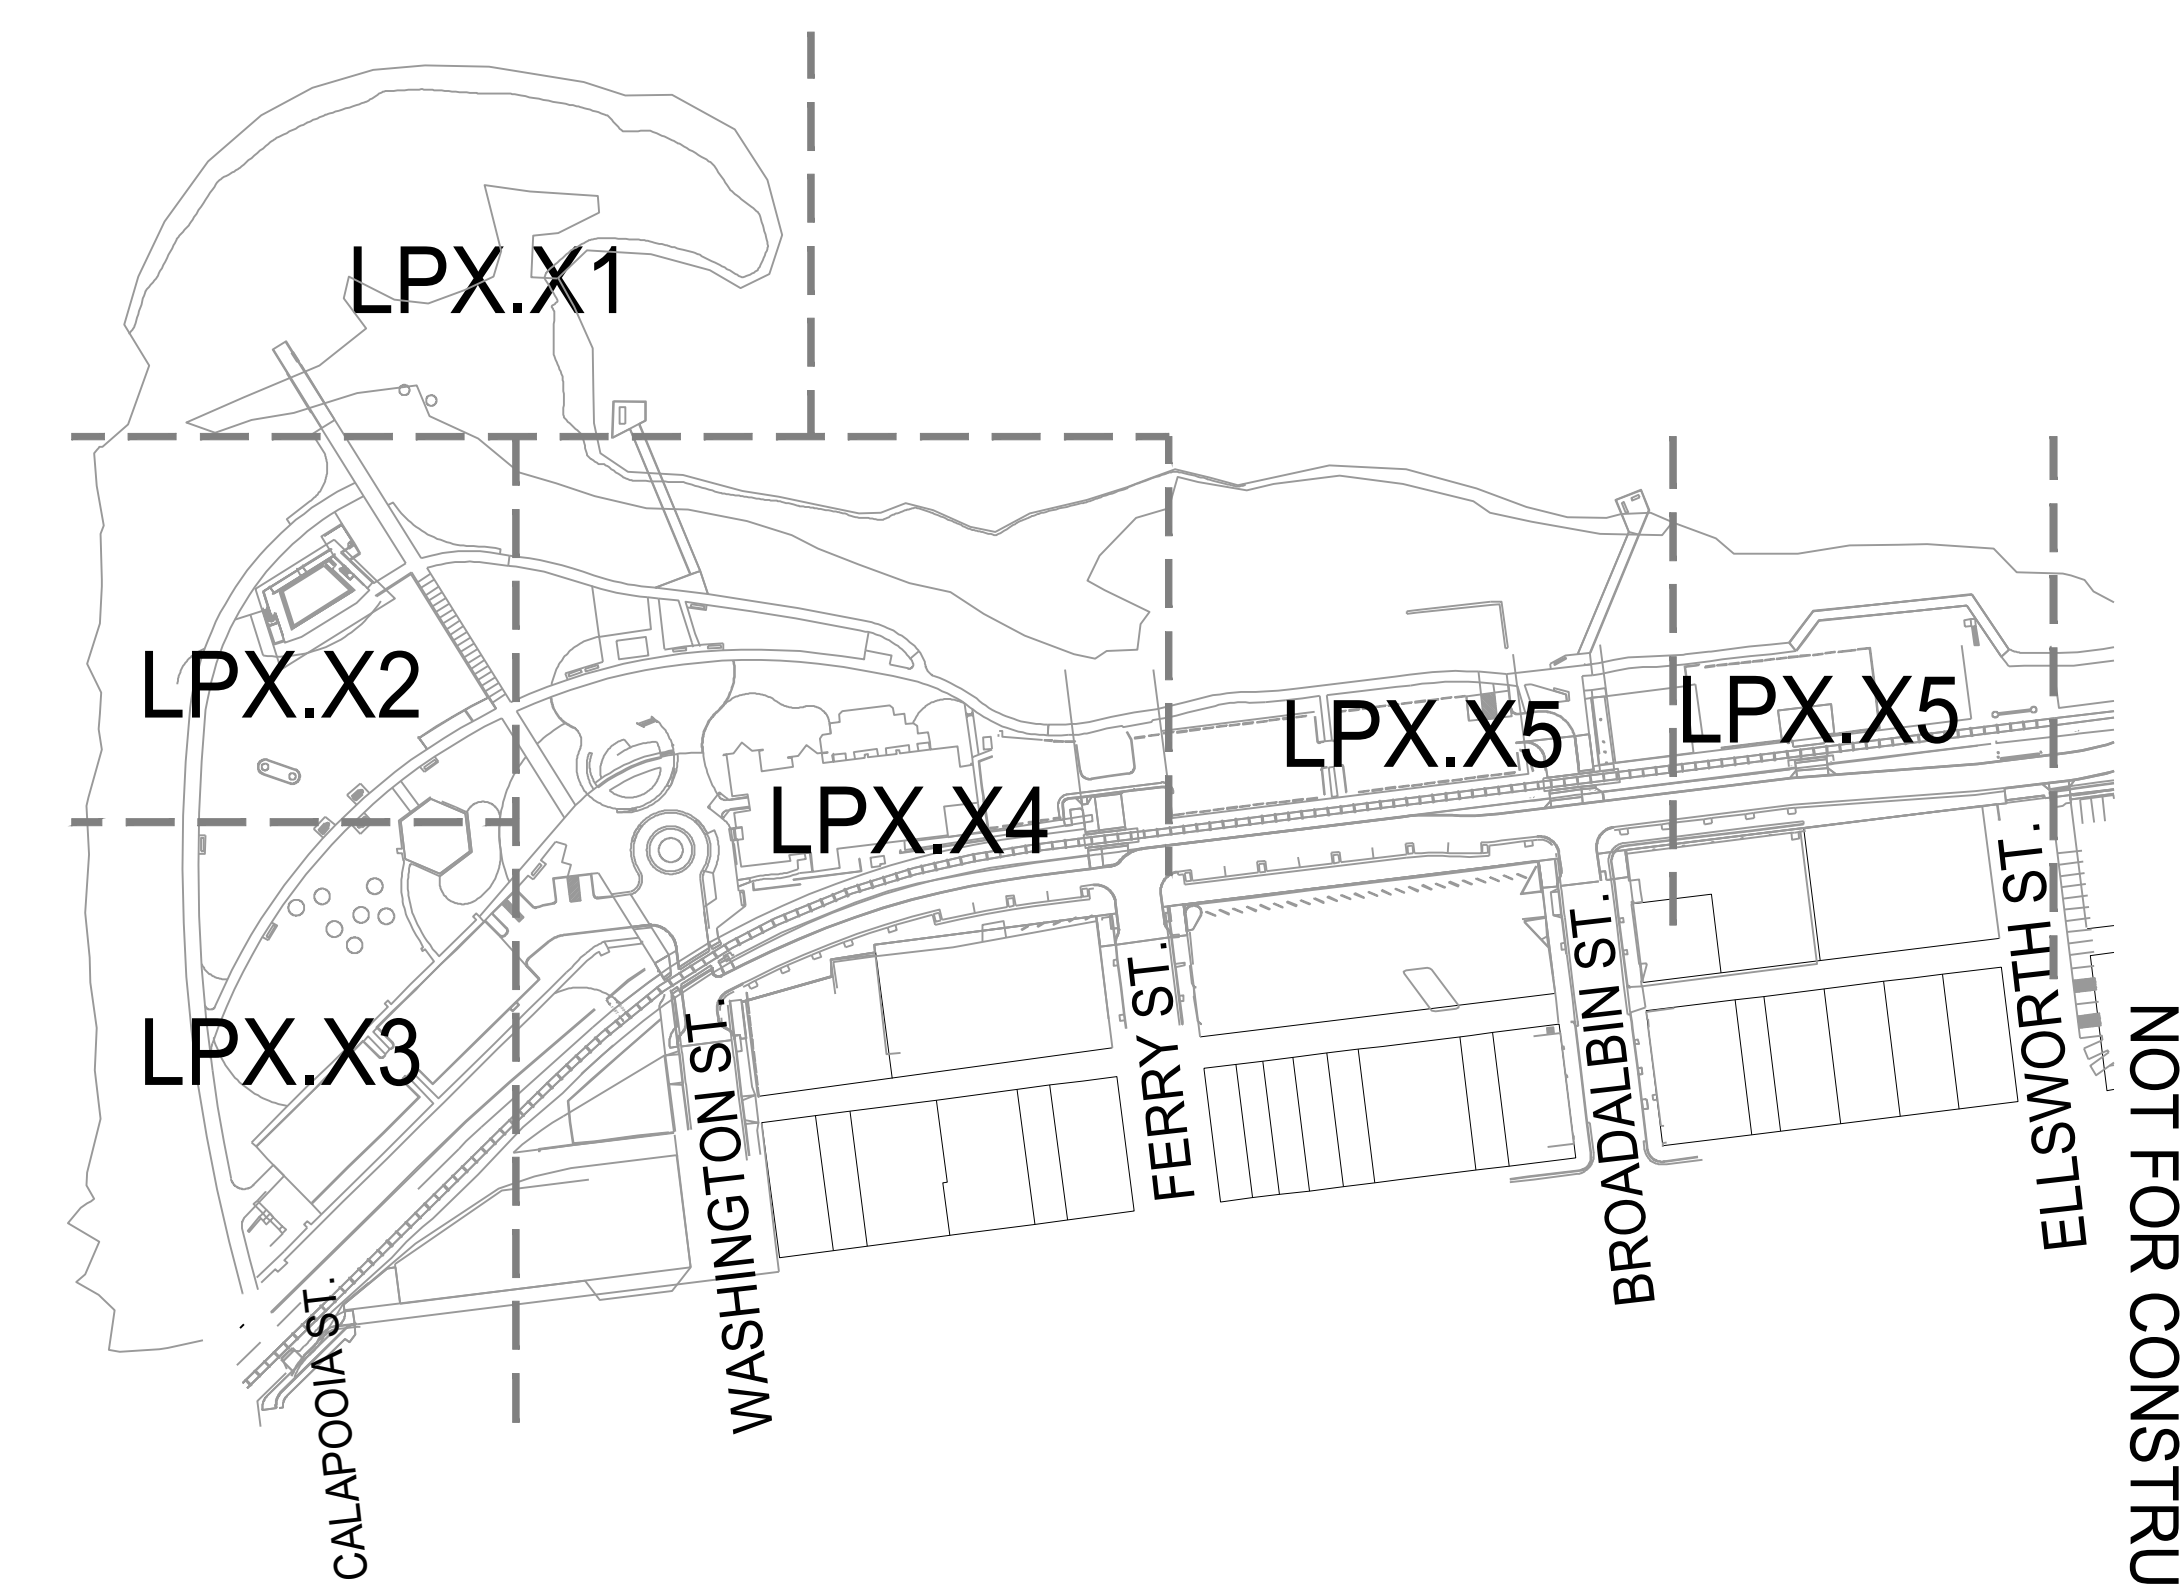 LPX.X1
LPX.X2
LPX.X5
LPX.X5
LPX.X4
LPX.X3
CALAPOOIA ST.
WASHINGTON ST.
FERRY ST.
BROADALBIN ST.
ELLSWORTH ST.
NOT FOR CONSTRU